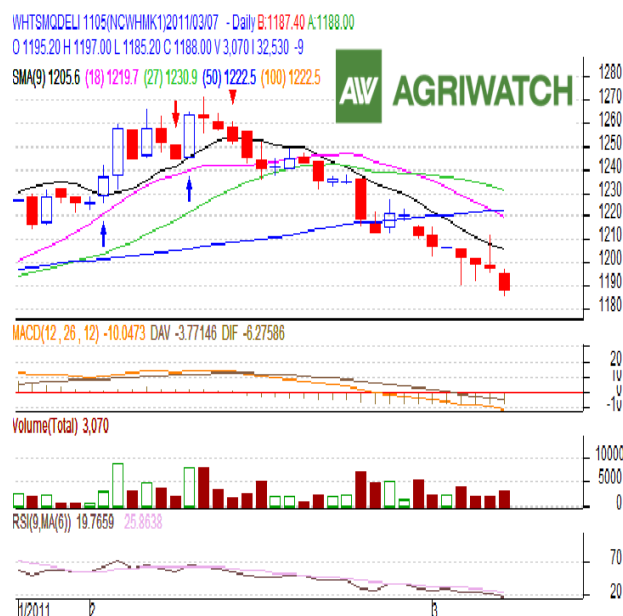 WHTSMQDELI 1105(NCWHMK1)2011/03/07 - Daily B:1187.40 A:1188.00
O 1195.20 H 1197.00 L 1185.20 C 1188.00 V 3,070 I 32,530 -9
SMA(9) 1205.6 (18) 1219.7 (27) 1230.9 (50) 1222.5 (100) 1222.5
AW AGRIWATCH
1280
1270
1260
1250
1240
1230
1220
1210
1200
1190
1180
MACD(12 , 26 , 12) -10.0473 DAV -3.77146 DIF -6.27586
20
10
0
-10
Volume(Total) 3,070
10000
5000
0
RSI(9,MA(6)) 19.7659 25.8638
70
20
1/2011 2 3